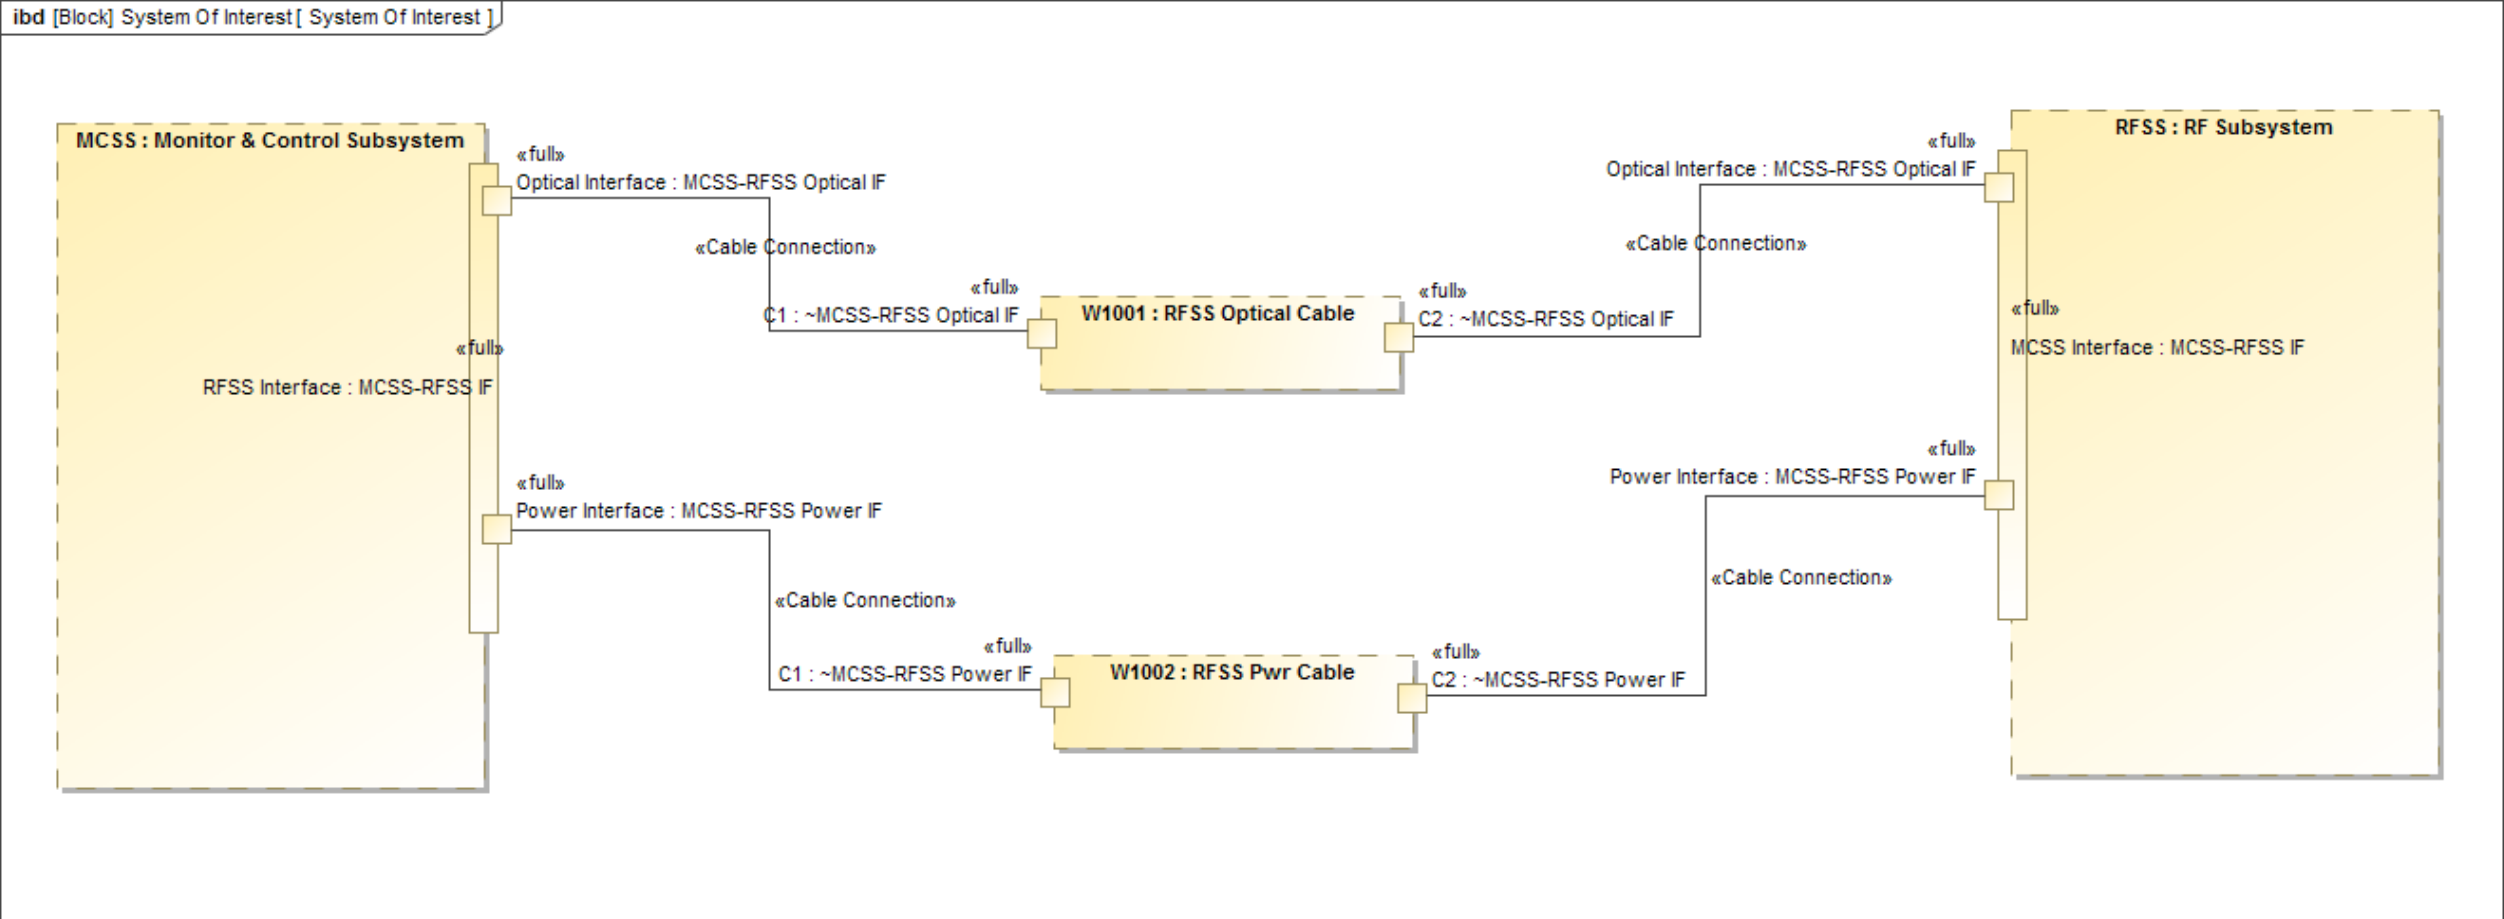 ibd [Block] System Of Interest [ System Of Interest ]
MCSS : Monitor & Control Subsystem
«full»
Optical Interface : MCSS-RFSS Optical IF
«Cable Connection»
«full»
C1 : ~MCSS-RFSS Optical IF
«full»
RFSS Interface : MCSS-RFSS IF
«full»
Power Interface : MCSS-RFSS Power IF
«Cable Connection»
«full»
C1 : ~MCSS-RFSS Power IF
W1001 : RFSS Optical Cable
«full»
C2 : ~MCSS-RFSS Optical IF
W1002 : RFSS Pwr Cable
«full»
C2 : ~MCSS-RFSS Power IF
RFSS : RF Subsystem
«full»
Optical Interface : MCSS-RFSS Optical IF
«Cable Connection»
«full»
MCSS Interface : MCSS-RFSS IF
«full»
Power Interface : MCSS-RFSS Power IF
«Cable Connection»